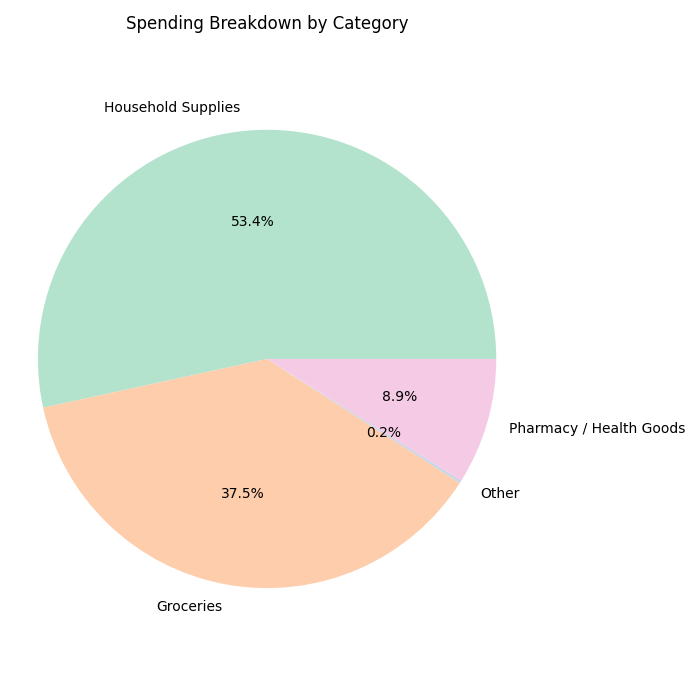 Spending Breakdown by Category
Household Supplies
53.4%
8.9%
Pharmacy / Health Goods
0.2%
Other
37.5%
Groceries